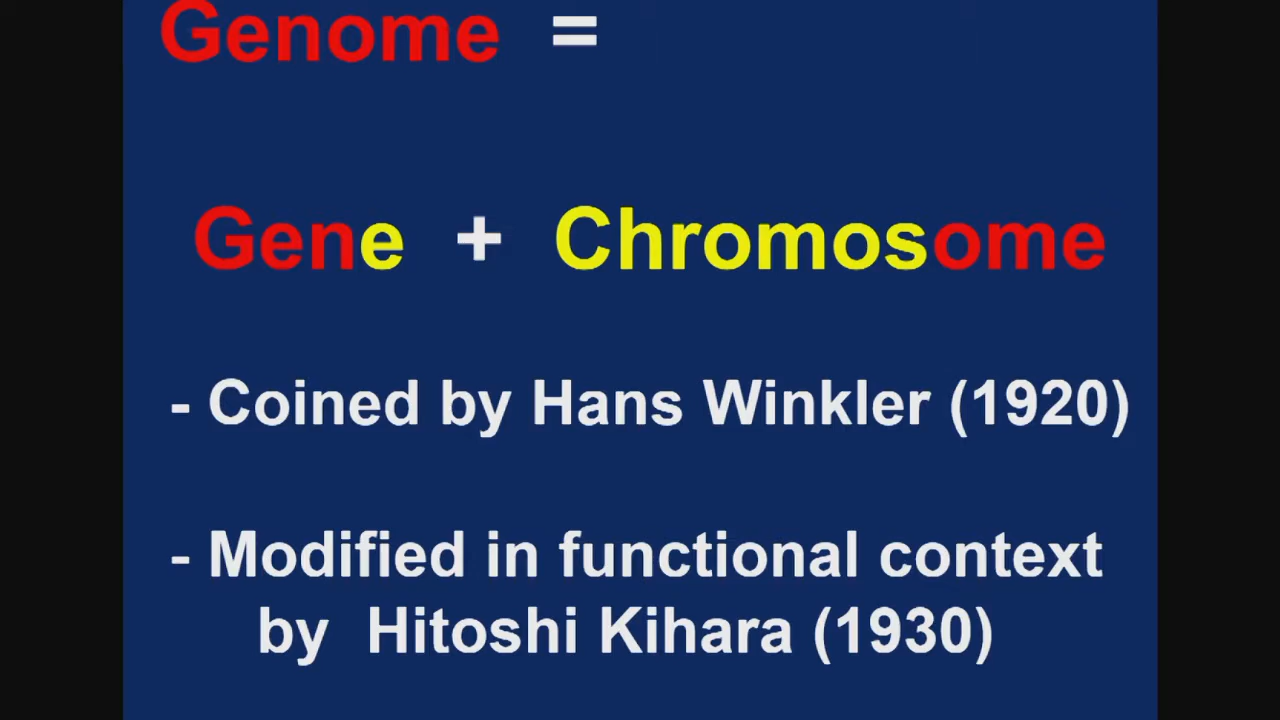 Genome =
Gene + Chromosome
- Coined by Hans Winkler (1920)
- Modified in functional context
by Hitoshi Kihara (1930)